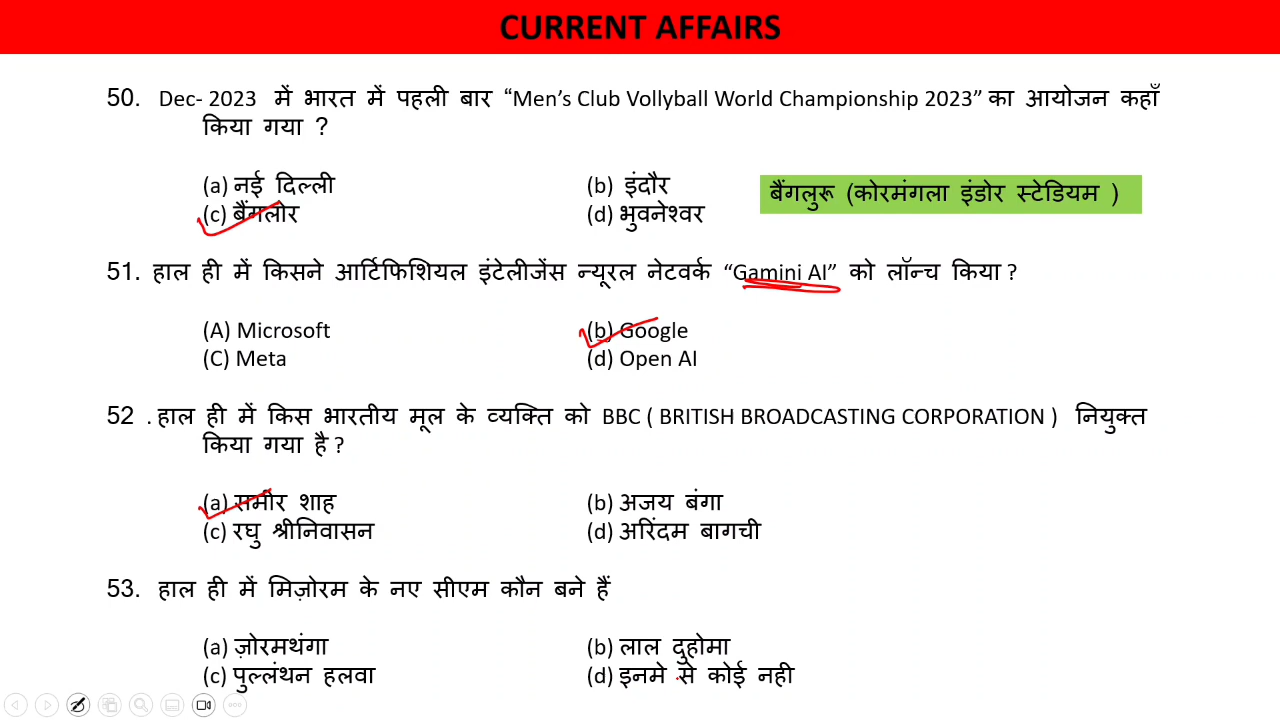 CURRENT AFFAIRS
50. Dec- 2023 में भारत में पहली बार “Men’s Club Vollyball World Championship 2023” का आयोजन कहाँ
किया गया ?
(a) नई दिल्ली (b) इंदौर
(c) बैंगलोर (d) भुवनेश्वर
बैंगलुरू (कोरमंगला इंडोर स्टेडियम )
51. हाल ही में किसने आर्टिफिशियल इंटेलीजेंस न्यूरल नेटवर्क “Gamini AI” को लॉन्च किया ?
(A) Microsoft (b) Google
(C) Meta (d) Open AI
52 . हाल ही में किस भारतीय मूल के व्यक्ति को BBC ( BRITISH BROADCASTING CORPORATION ) नियुक्त
किया गया है ?
(a) समीर शाह (b) अजय बंगा
(c) रघु श्रीनिवासन (d) अरिंदम बागची
53. हाल ही में मिज़ोरम के नए सीएम कौन बने हैं
(a) ज़ोरमथंगा (b) लाल दुहोमा
(c) पुल्लंथन हलवा (d) इनमे से कोई नही